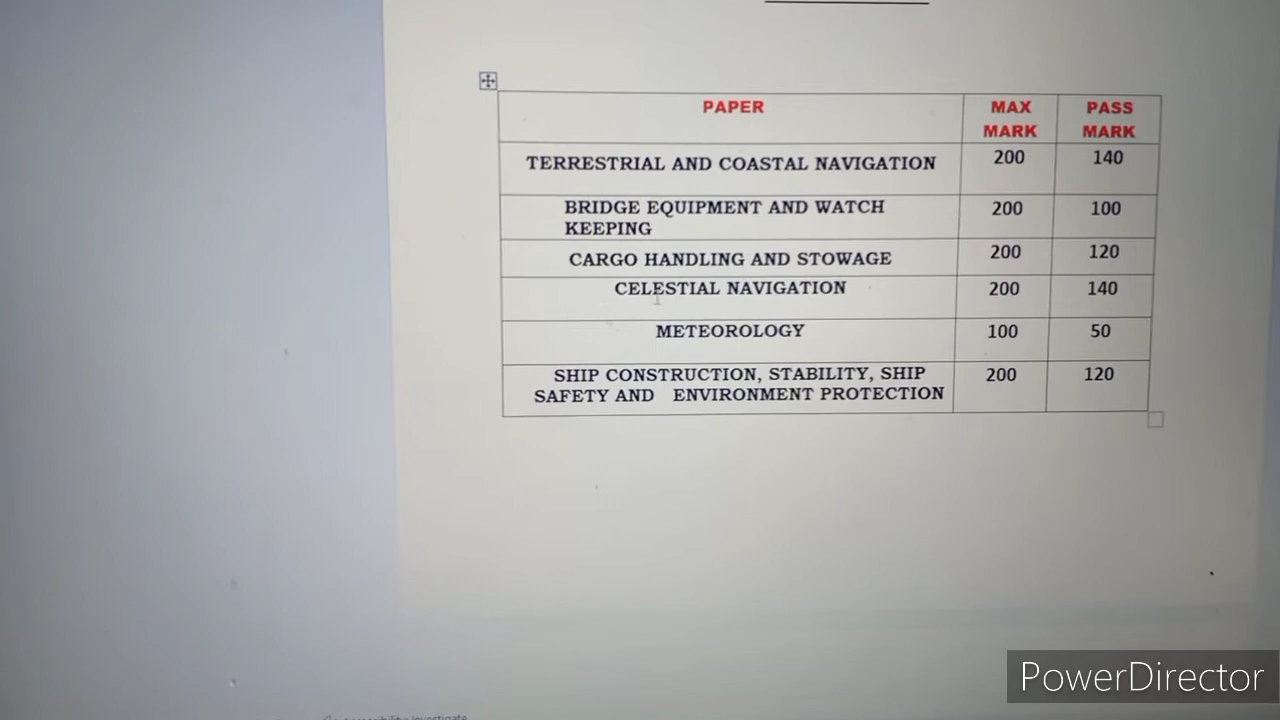 PAPER MAX MARK PASS MARK
TERRESTRIAL AND COASTAL NAVIGATION 200 140
BRIDGE EQUIPMENT AND WATCH
KEEPING 200 100
CARGO HANDLING AND STOWAGE 200 120
CELESTIAL NAVIGATION 200 140
METEOROLOGY 100 50
SHIP CONSTRUCTION, STABILITY, SHIP
SAFETY AND ENVIRONMENT PROTECTION 200 120
PowerDirector